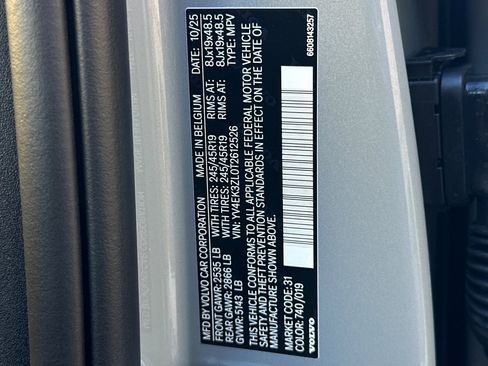 MFD BY VOLVO CAR CORPORATION MADE IN BELGIUM DATE: 10/25
FRONT GAWR: 2535 LB WITH TIRES: 245/45R19 RIMS AT: 8Jx19x48.5
REAR GAWR: 2866 LB WITH TIRES: 245/45R19 RIMS AT: 8Jx19x48.5
GVWR: 5143 LB VIN: YV4EK3ZL0T2612526 TYPE: MPV
THIS VEHICLE CONFORMS TO ALL APPLICABLE FEDERAL MOTOR VEHICLE
SAFETY AND THEFT PREVENTION STANDARDS IN EFFECT ON THE DATE OF
MANUFACTURE SHOWN ABOVE.
MARKET CODE: 31
COLOR: 740/019
VOLVO
6608143257